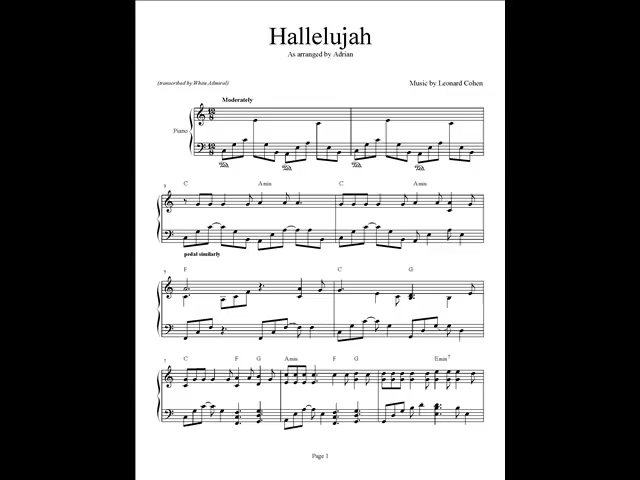 Hallelujah
As arranged by Adrian
(transcribed by White Admiral) Music by Leonard Cohen
Moderately
Piano
C Amin C Amin
pedal similarly
F C G
C F G Amin F G Emin7
Page 1